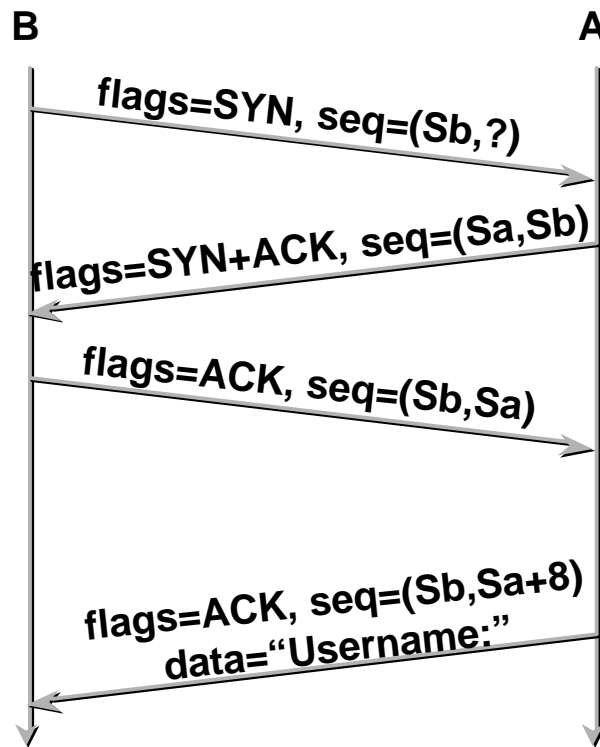 B
A
flags=SYN, seq=(Sb,?)
flags=SYN+ACK, seq=(Sa,Sb)
flags=ACK, seq=(Sb,Sa)
flags=ACK, seq=(Sb,Sa+8)
data=“Username:”